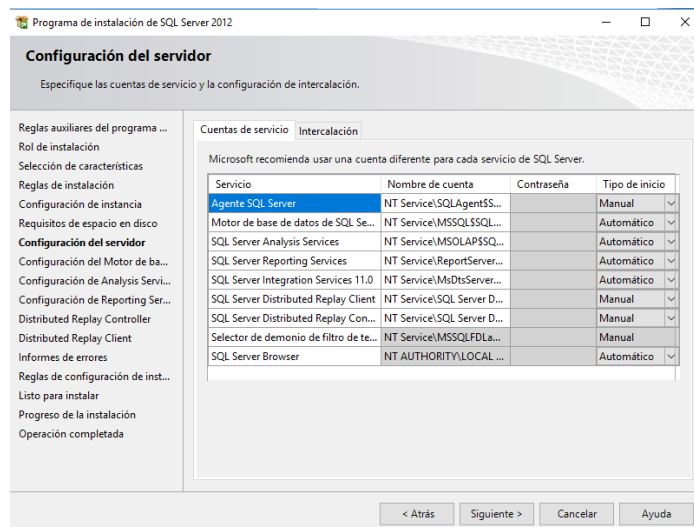 Programa de instalación de SQL Server 2012
Configuración del servidor
Especifique las cuentas de servicio y la configuración de intercalación.
Reglas auxiliares del programa ...
Rol de instalación
Selección de características
Reglas de instalación
Configuración de instancia
Requisitos de espacio en disco
Configuración del servidor
Configuración del Motor de ba...
Configuración de Analysis Servi...
Configuración de Reporting Ser...
Distributed Replay Controller
Distributed Replay Client
Informes de errores
Reglas de configuración de inst...
Listo para instalar
Progreso de la instalación
Operación completada
Cuentas de servicio Intercalación
Microsoft recomienda usar una cuenta diferente para cada servicio de SQL Server.
Servicio Nombre de cuenta Contraseña Tipo de inicio
Agente SQL Server NT Service\SQLAgent$S... Manual
Motor de base de datos de SQL Se... NT Service\MSSQL$SQL... Automático
SQL Server Analysis Services NT Service\MSOLAP$SQ... Automático
SQL Server Reporting Services NT Service\ReportServer... Automático
SQL Server Integration Services 11.0 NT Service\MsDtsServer... Automático
SQL Server Distributed Replay Client NT Service\SQL Server D... Manual
SQL Server Distributed Replay Con... NT Service\SQL Server D... Manual
Selector de demonio de filtro de te... NT Service\MSSQLFDLa... Manual
SQL Server Browser NT AUTHORITY\LOCAL ... Automático
< Atrás Siguiente > Cancelar Ayuda